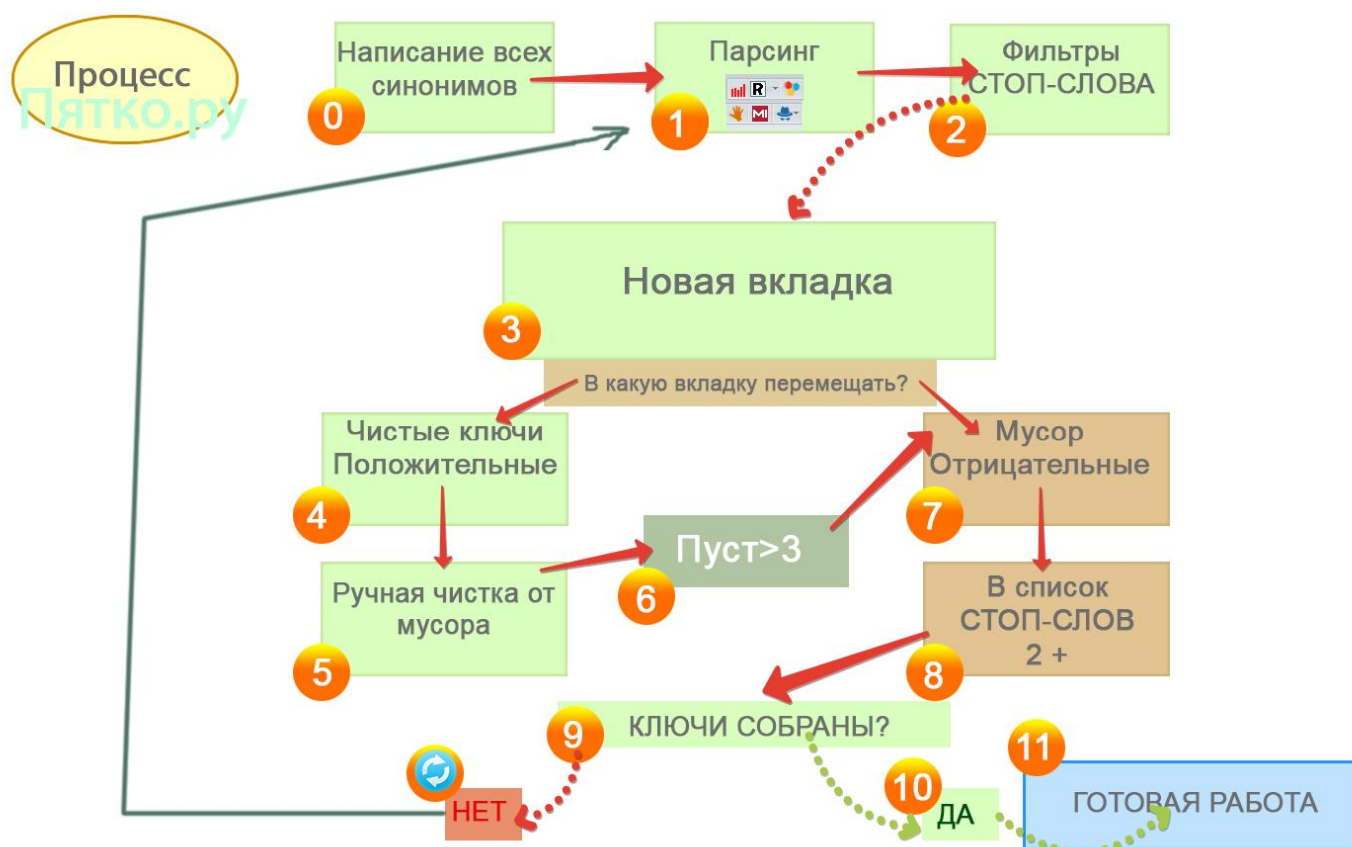 Процесс
Пятко.ру
Написание всех
синонимов
0
Парсинг
R
MI
1
Фильтры
СТОП-СЛОВА
2
Новая вкладка
3
В какую вкладку перемещать?
Чистые ключи
Положительные
4
Мусор
Отрицательные
7
Пуст>3
6
Ручная чистка от
мусора
5
В список
СТОП-СЛОВ
2 +
8
КЛЮЧИ СОБРАНЫ?
9
НЕТ
10
ДА
11
ГОТОВАЯ РАБОТА